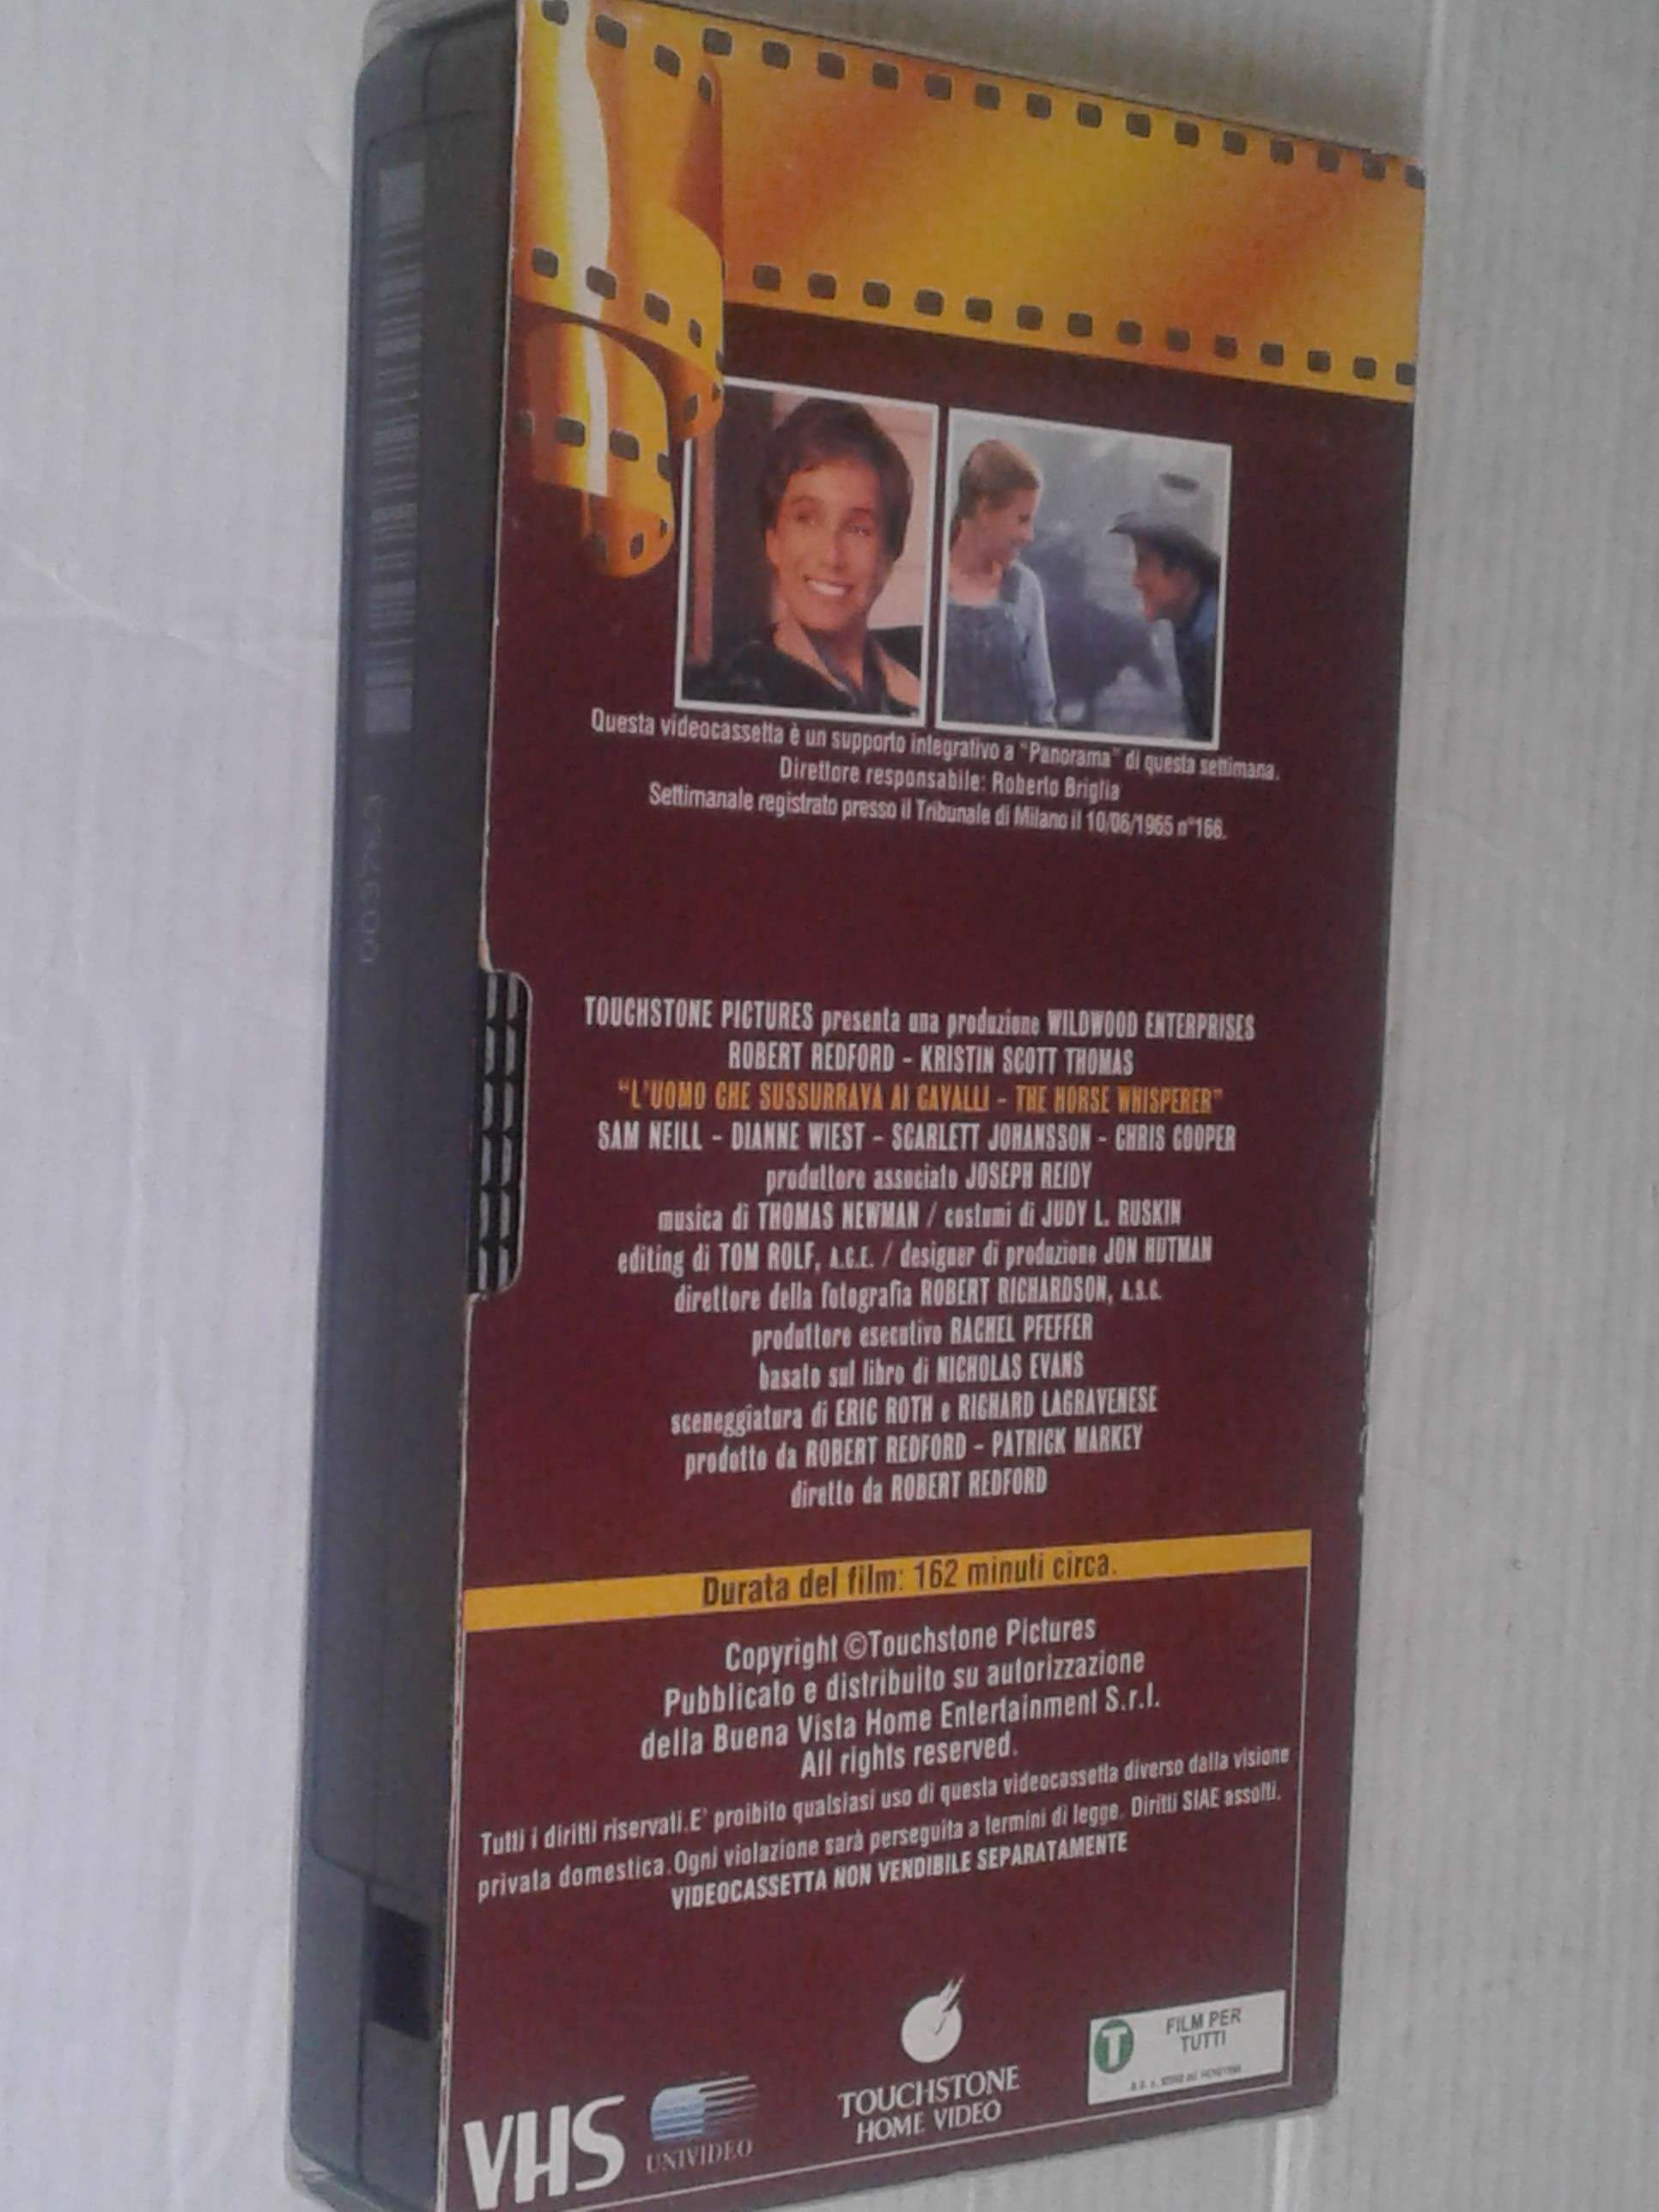 Questa videocassetta è un supporto integrativo a "Panorama" di questa settimana.
Direttore responsabile: Roberto Briglia
Settimanale registrato presso il Tribunale di Milano il 10/06/1965 n°166.
TOUCHSTONE PICTURES presenta una produzione WILDWOOD ENTERPRISES
ROBERT REDFORD - KRISTIN SCOTT THOMAS
"L'UOMO CHE SUSSURRAVA AI CAVALLI - THE HORSE WHISPERER"
SAM NEILL - DIANNE WIEST - SCARLETT JOHANSSON - CHRIS COOPER
produttore associato JOSEPH REIDY
musica di THOMAS NEWMAN / costumi di JUDY L. RUSKIN
editing di TOM ROLF, A.C.E. / designer di produzione JON HUTMAN
direttore della fotografia ROBERT RICHARDSON, A.S.C.
produttore esecutivo RACHEL PFEFFER
basato sul libro di NICHOLAS EVANS
sceneggiatura di ERIC ROTH e RICHARD LAGRAVENESE
prodotto da ROBERT REDFORD - PATRICK MARKEY
diretto da ROBERT REDFORD
Durata del film: 162 minuti circa.
Copyright ©Touchstone Pictures
Pubblicato e distribuito su autorizzazione
della Buena Vista Home Entertainment S.r.l.
All rights reserved.
Tutti i diritti riservati.E' proibito qualsiasi uso di questa videocassetta diverso dalla visione
privata domestica.Ogni violazione sarà perseguita a termini di legge. Diritti SIAE assolti.
VIDEOCASSETTA NON VENDIBILE SEPARATAMENTE
VHS
UNIVIDEO
TOUCHSTONE
HOME VIDEO
T
FILM PER
TUTTI